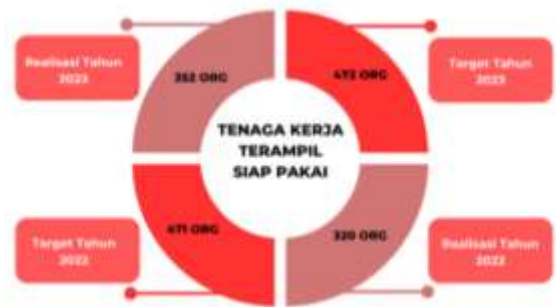 Realisasi Tahun
2023
352 ORG
472 ORG
Target Tahun
2023
TENAGA KERJA
TERAMPIL
SIAP PAKAI
Target Tahun
2022
471 ORG
320 ORG
Realisasi Tahun
2022